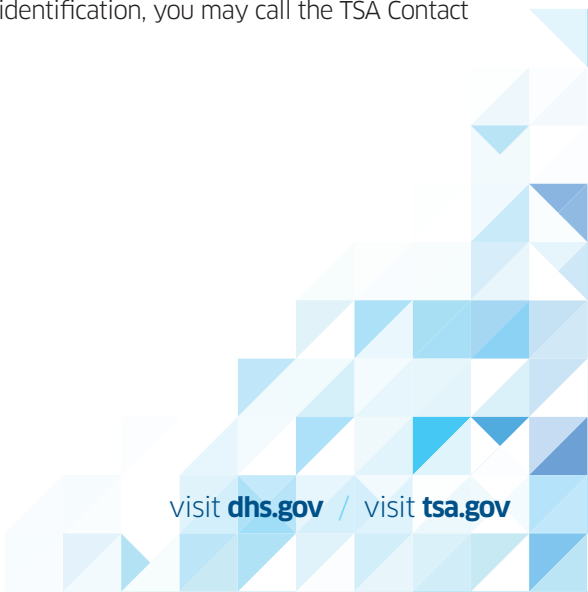 identification, you may call the TSA Contact
visit dhs.gov / visit tsa.gov